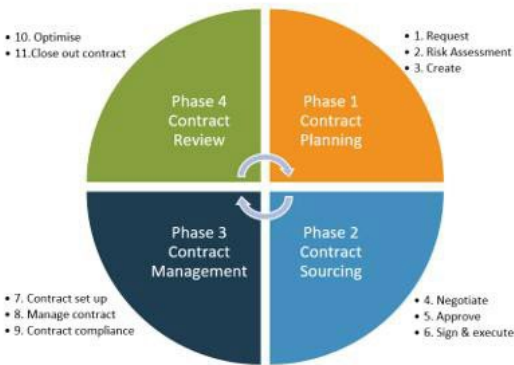 • 10. Optimise
• 11.Close out contract
• 1. Request
• 2. Risk Assessment
• 3. Create
Phase 4
Contract
Review
Phase 1
Contract
Planning
Phase 3
Contract
Management
Phase 2
Contract
Sourcing
• 7. Contract set up
• 8. Manage contract
• 9. Contract compliance
• 4. Negotiate
• 5. Approve
• 6. Sign & execute